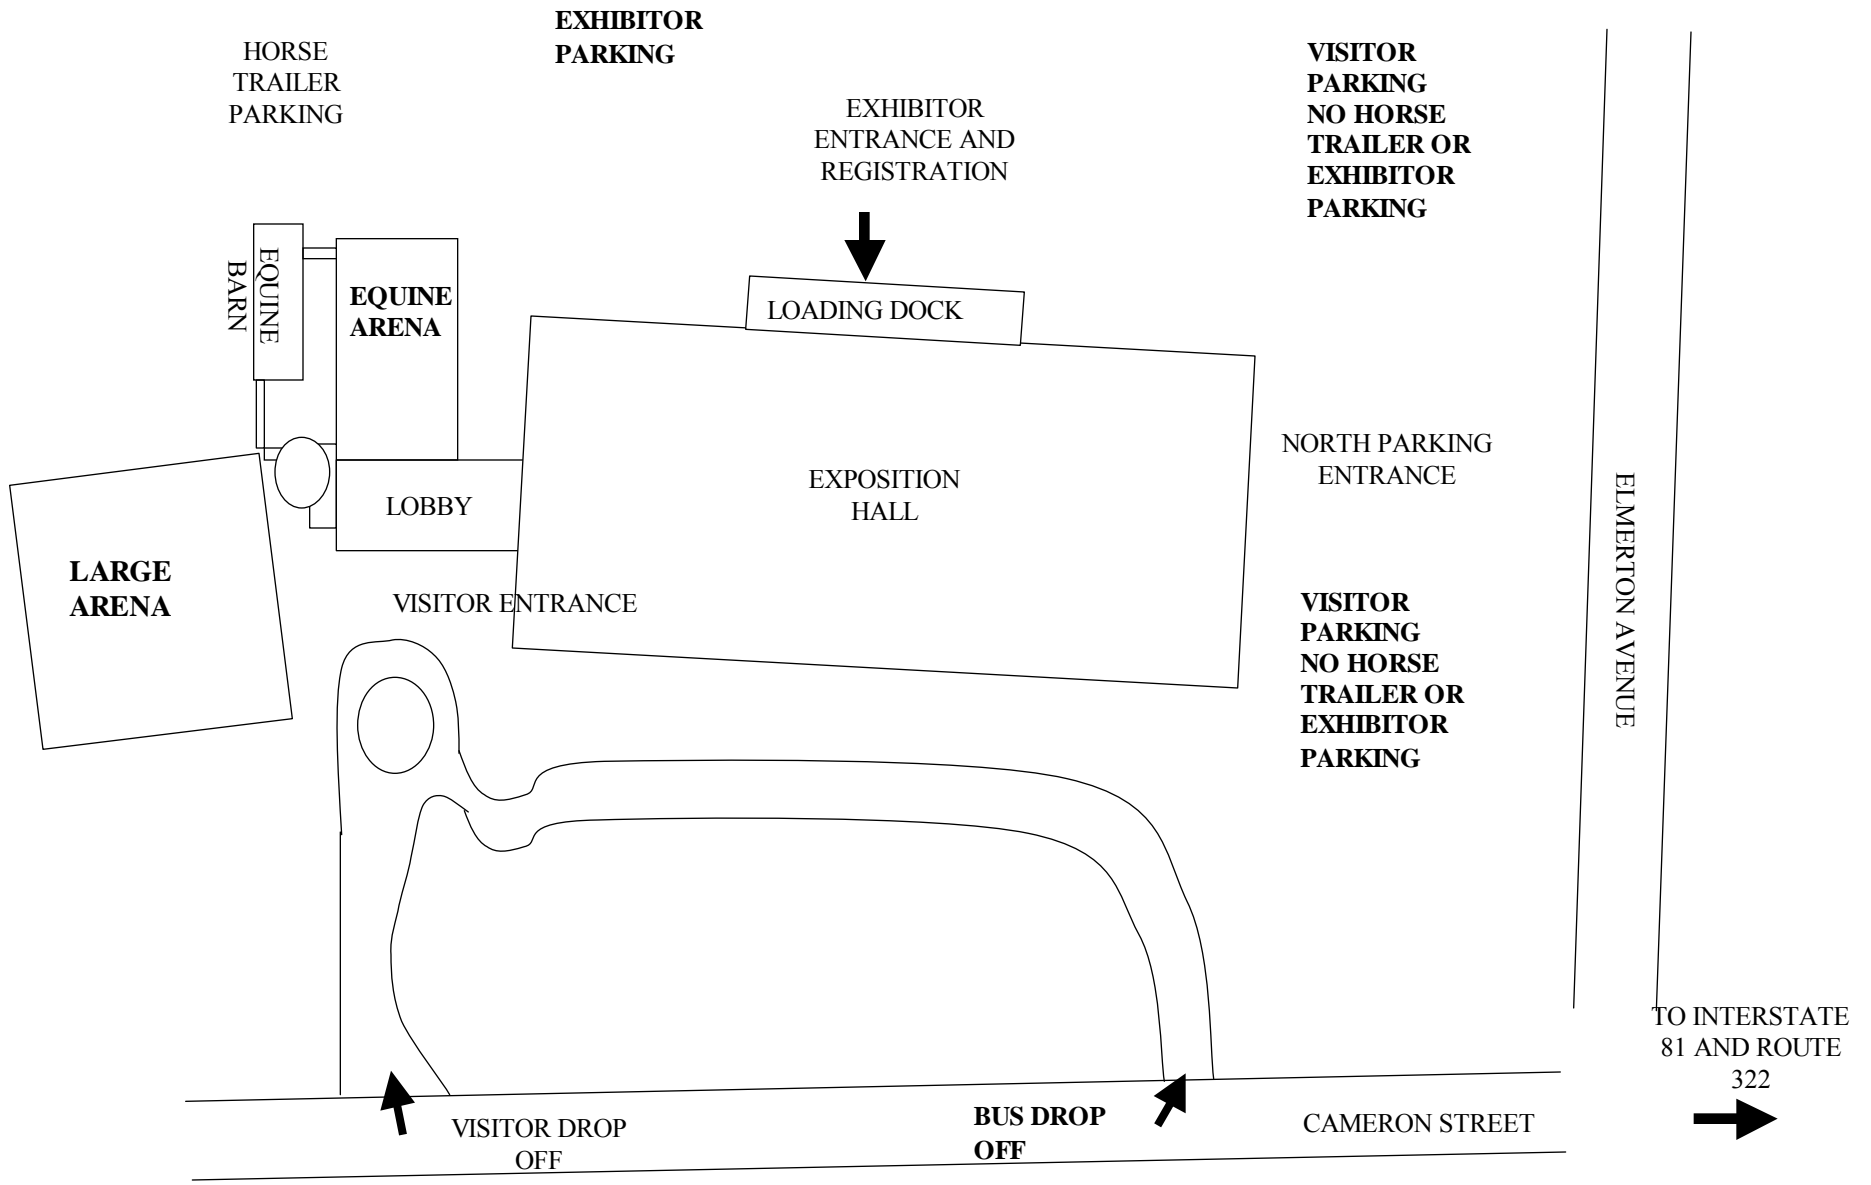 EXHIBITOR
PARKING
HORSE
TRAILER
PARKING
VISITOR
PARKING
NO HORSE
TRAILER OR
EXHIBITOR
PARKING
EXHIBITOR
ENTRANCE AND
REGISTRATION
EQUINE
BARN
EQUINE
ARENA
LOADING DOCK
NORTH PARKING
ENTRANCE
EXPOSITION
HALL
LOBBY
ELMERTON AVENUE
LARGE
ARENA
VISITOR ENTRANCE
VISITOR
PARKING
NO HORSE
TRAILER OR
EXHIBITOR
PARKING
TO INTERSTATE
81 AND ROUTE
322
VISITOR DROP
OFF
BUS DROP
OFF
CAMERON STREET